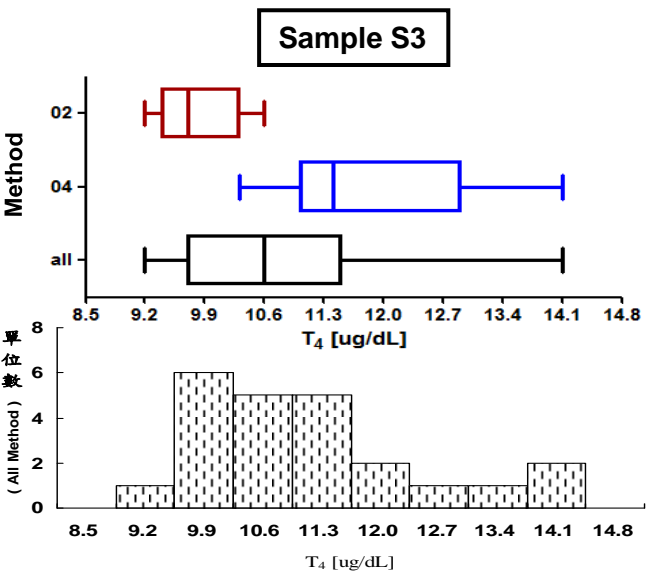 Sample S3
Method
02
04
all
8.5 9.2 9.9 10.6 11.3 12.0 12.7 13.4 14.1 14.8
T₄ [ug/dL]
單位數
( All Method )
8
6
4
2
0
8.5 9.2 9.9 10.6 11.3 12.0 12.7 13.4 14.1 14.8
T₄ [ug/dL]